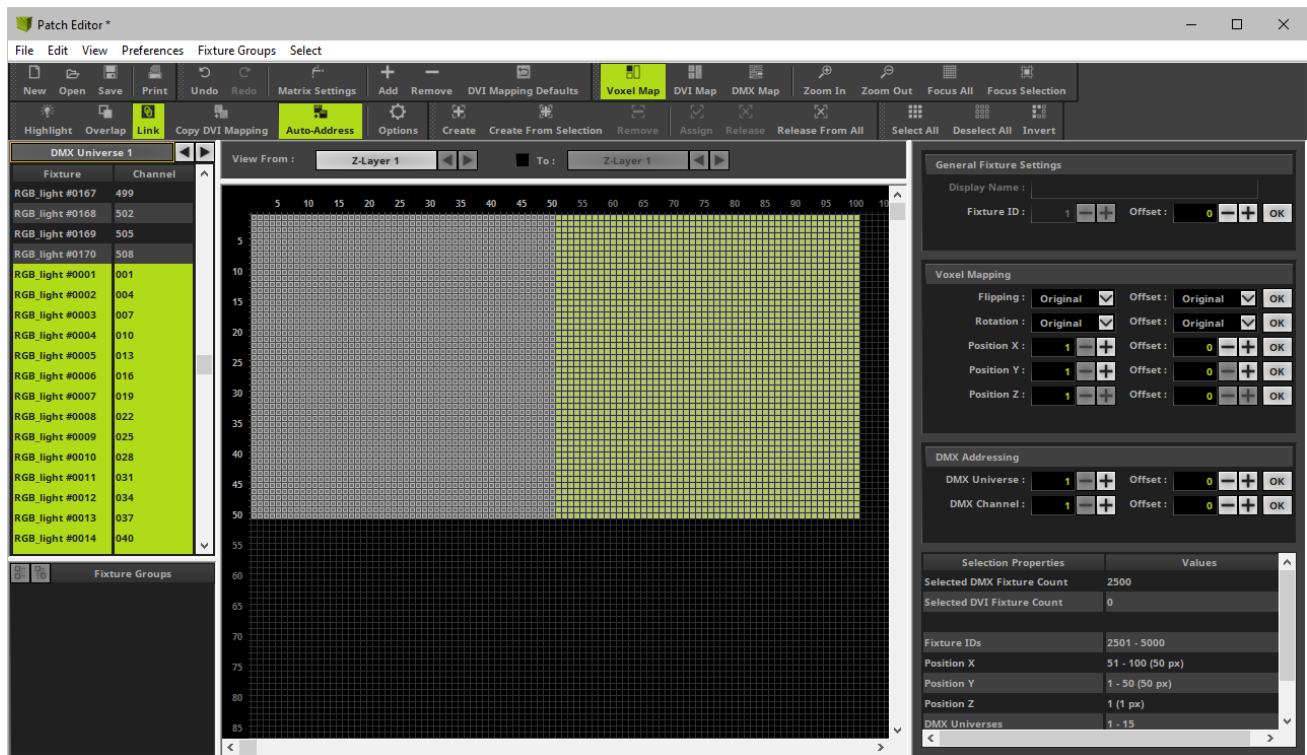 Patch Editor *
File Edit View Preferences Fixture Groups Select
New Open Save Print Undo Redo Matrix Settings Add Remove DVI Mapping Defaults Voxel Map DVI Map DMX Map Zoom In Zoom Out Focus All Focus Selection
Highlight Overlap Link Copy DVI Mapping Auto-Address Options Create Create From Selection Remove Assign Release Release From All Select All Deselect All Invert
DMX Universe 1
Fixture Channel
RGB_light #0167 499
RGB_light #0168 502
RGB_light #0169 505
RGB_light #0170 508
RGB_light #0001 001
RGB_light #0002 004
RGB_light #0003 007
RGB_light #0004 010
RGB_light #0005 013
RGB_light #0006 016
RGB_light #0007 019
RGB_light #0008 022
RGB_light #0009 025
RGB_light #0010 028
RGB_light #0011 031
RGB_light #0012 034
RGB_light #0013 037
RGB_light #0014 040
Fixture Groups
View From : Z-Layer 1 To : Z-Layer 1
5 10 15 20 25 30 35 40 45 50 55 60 65 70 75 80 85 90 95 100 10
5
10
15
20
25
30
35
40
45
50
55
60
65
70
75
80
85
General Fixture Settings
Display Name :
Fixture ID : 1 Offset : 0 OK
Voxel Mapping
Flipping : Original Offset : Original OK
Rotation : Original Offset : Original OK
Position X : 1 Offset : 0 OK
Position Y : 1 Offset : 0 OK
Position Z : 1 Offset : 0 OK
DMX Addressing
DMX Universe : 1 Offset : 0 OK
DMX Channel : 1 Offset : 0 OK
Selection Properties Values
Selected DMX Fixture Count 2500
Selected DVI Fixture Count 0
Fixture IDs 2501 - 5000
Position X 51 - 100 (50 px)
Position Y 1 - 50 (50 px)
Position Z 1 (1 px)
DMX Universes 1 - 15